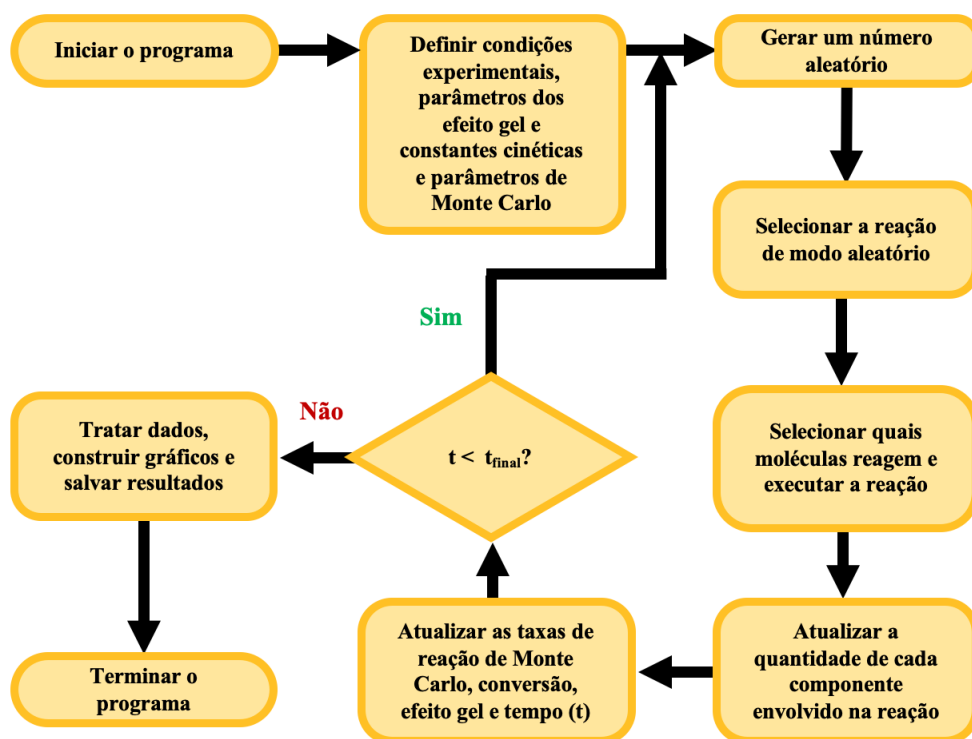 Iniciar o programa
Definir condições
experimentais,
parâmetros dos
efeito gel e
constantes cinéticas
e parâmetros de
Monte Carlo
Gerar um número
aleatório
Selecionar a reação
de modo aleatório
Selecionar quais
moléculas reagem e
executar a reação
Atualizar a
quantidade de cada
componente
envolvido na reação
Atualizar as taxas de
reação de Monte
Carlo, conversão,
efeito gel e tempo (t)
t < tfinal?
Sim
Não
Tratar dados,
construir gráficos e
salvar resultados
Terminar o
programa